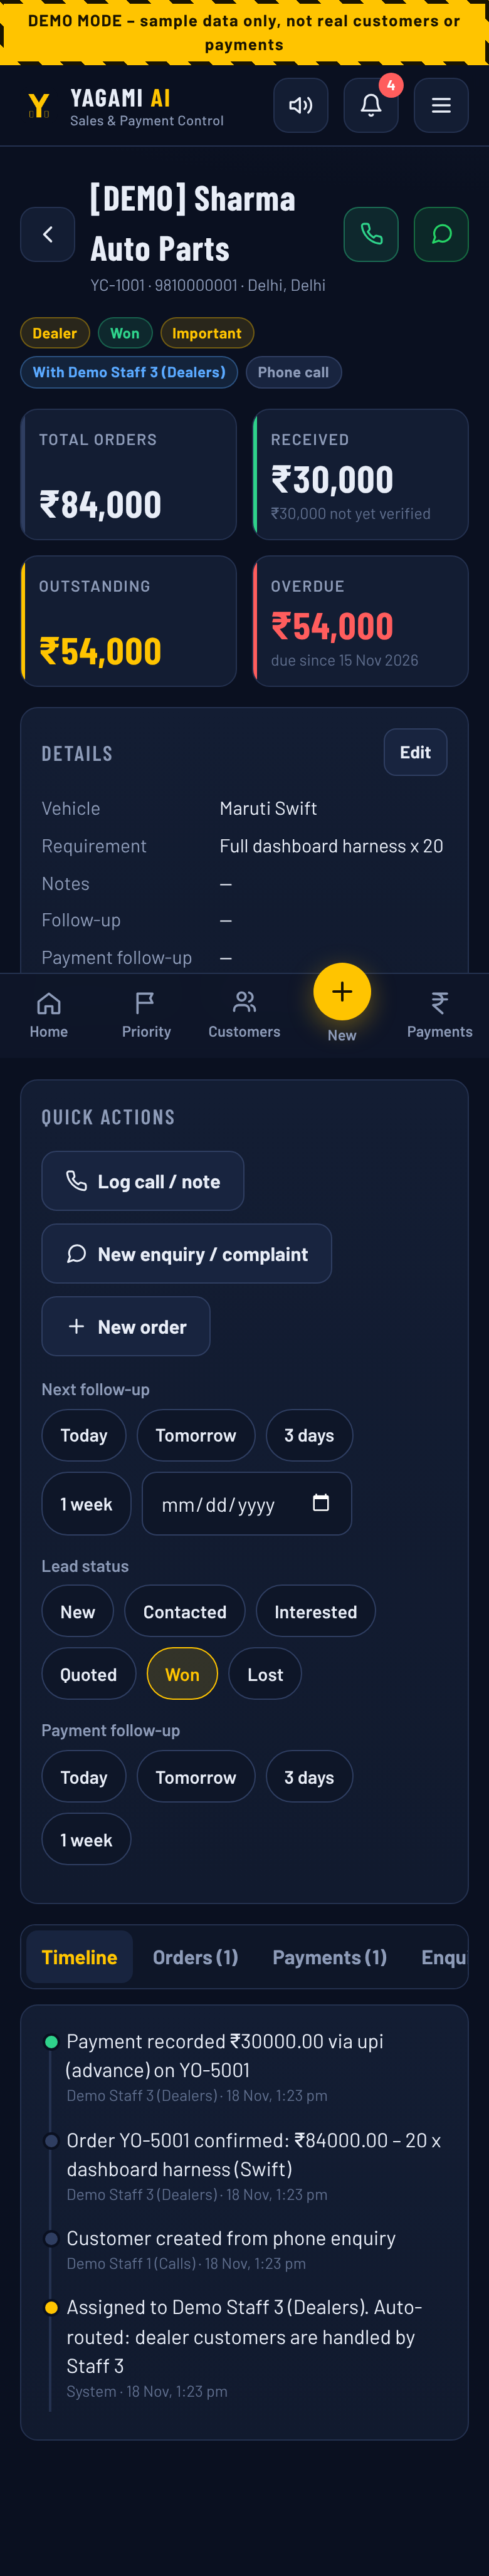 DEMO MODE – sample data only, not real customers or
payments
YAGAMI AI
Sales & Payment Control
4
[DEMO] Sharma
Auto Parts
YC-1001 · 9810000001 · Delhi, Delhi
Dealer
Won
Important
With Demo Staff 3 (Dealers)
Phone call
TOTAL ORDERS
₹84,000
RECEIVED
₹30,000
₹30,000 not yet verified
OUTSTANDING
₹54,000
OVERDUE
₹54,000
due since 15 Nov 2026
DETAILS
Edit
Vehicle Maruti Swift
Requirement Full dashboard harness x 20
Notes –
Follow-up –
Payment follow-up –
Home
Priority
Customers
New
Payments
QUICK ACTIONS
Log call / note
New enquiry / complaint
New order
Next follow-up
Today Tomorrow 3 days
1 week mm/dd/yyyy
Lead status
New Contacted Interested
Quoted Won Lost
Payment follow-up
Today Tomorrow 3 days
1 week
Timeline Orders (1) Payments (1) Enqu
Payment recorded ₹30000.00 via upi
(advance) on YO-5001
Demo Staff 3 (Dealers) · 18 Nov, 1:23 pm
Order YO-5001 confirmed: ₹84000.00 – 20 x
dashboard harness (Swift)
Demo Staff 3 (Dealers) · 18 Nov, 1:23 pm
Customer created from phone enquiry
Demo Staff 1 (Calls) · 18 Nov, 1:23 pm
Assigned to Demo Staff 3 (Dealers). Auto-
routed: dealer customers are handled by
Staff 3
System · 18 Nov, 1:23 pm